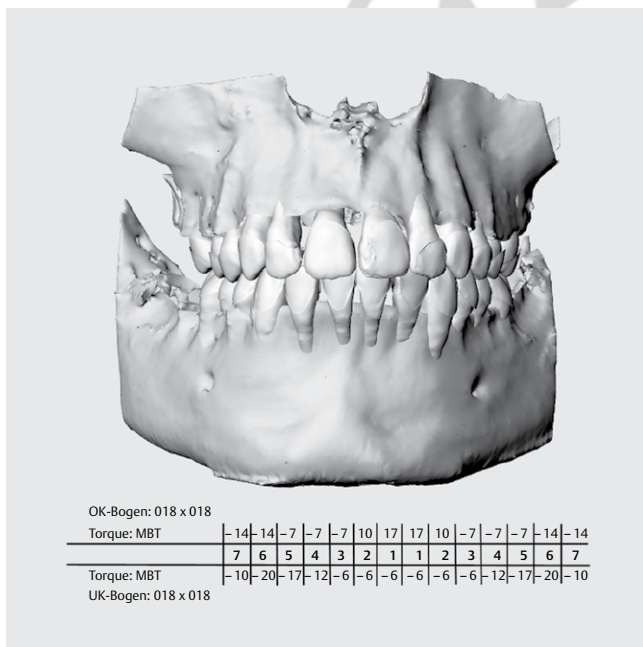 OK-Bogen: 018 x 018
Torque: MBT – 14 – 14 – 7 – 7 – 7 10 17 17 10 – 7 – 7 – 7 – 14 – 14
7 6 5 4 3 2 1 1 2 3 4 5 6 7
Torque: MBT – 10 – 20 – 17 – 12 – 6 – 6 – 6 – 6 – 6 – 6 – 12 – 17 – 20 – 10
UK-Bogen: 018 x 018